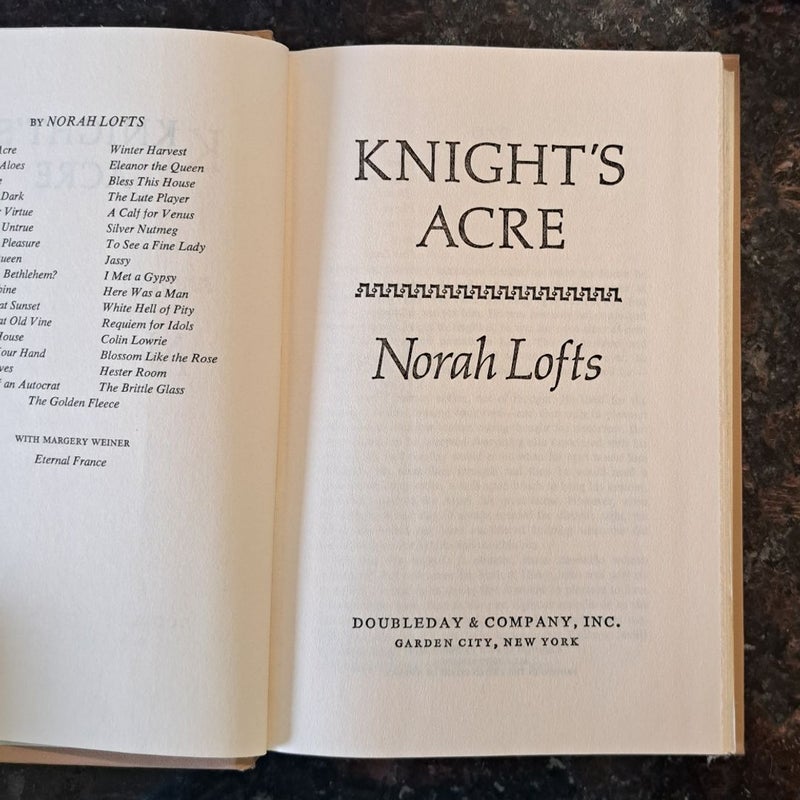 BY NORAH LOFTS
Acre Winter Harvest
Aloes Eleanor the Queen
Bless This House
Dark The Lute Player
Virtue A Calf for Venus
Untrue Silver Nutmeg
Pleasure To See a Fine Lady
Jassy
Bethlehem? I Met a Gypsy
Here Was a Man
at Sunset White Hell of Pity
at Old Vine Requiem for Idols
House Colin Lowrie
Your Hand Blossom Like the Rose
Hester Room
an Autocrat The Brittle Glass
The Golden Fleece
WITH MARGERY WEINER
Eternal France
KNIGHT'S
ACRE
Norah Lofts
DOUBLEDAY & COMPANY, INC.
GARDEN CITY, NEW YORK